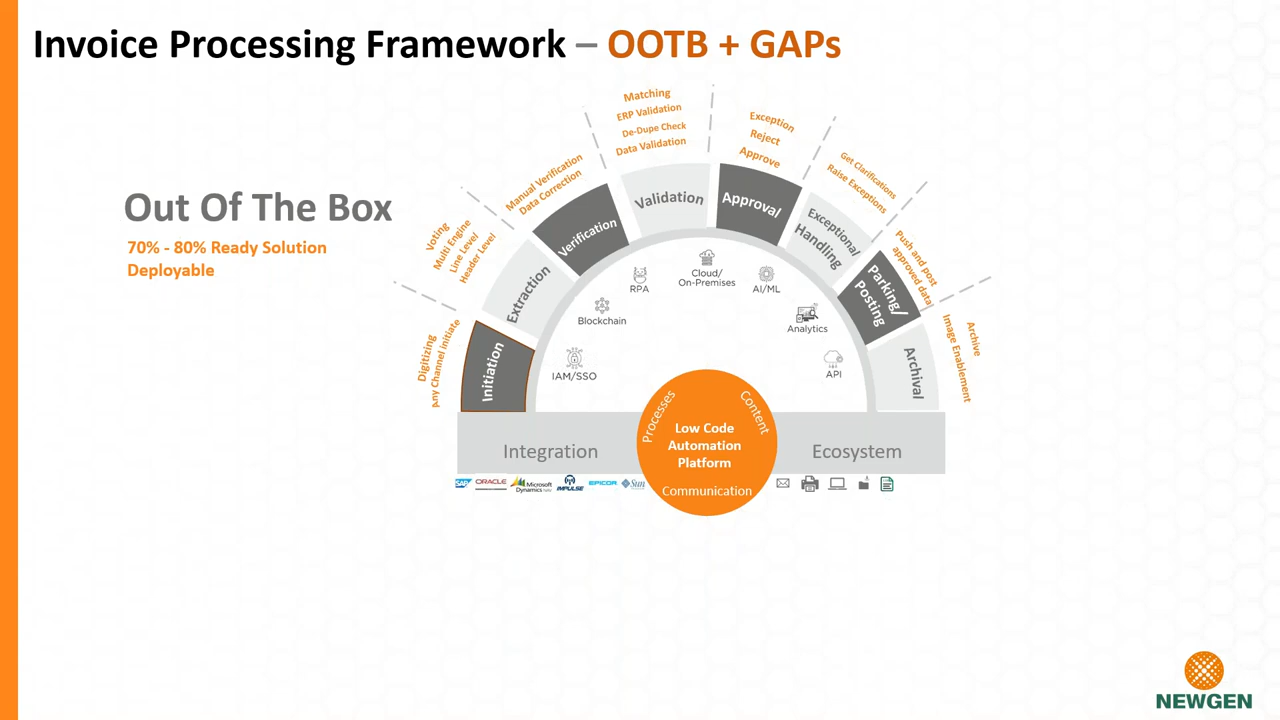 Invoice Processing Framework – OOTB + GAPs
Out Of The Box
70% - 80% Ready Solution
Deployable
Digitizing
Any Channel initiate
Initiation
Voting
Multi Engine
Line Level
Header Level
Extraction
Manual Verification
Data Correction
Verification
Matching
ERP Validation
De-Dupe Check
Data Validation
Validation
Exception
Reject
Approve
Approval
Get Clarifications
Raise Exceptions
Exceptional
Handling
Push and post
approved data
Parking/
Posting
Archive
Image Enablement
Archival
IAM/SSO
Blockchain
RPA
Cloud/
On-Premises
AI/ML
Analytics
API
Integration
Processes
Content
Low Code
Automation
Platform
Communication
Ecosystem
SAP
ORACLE
Microsoft
Dynamics NAV
IMPULSE
EPICOR
Sun
NEWGEN